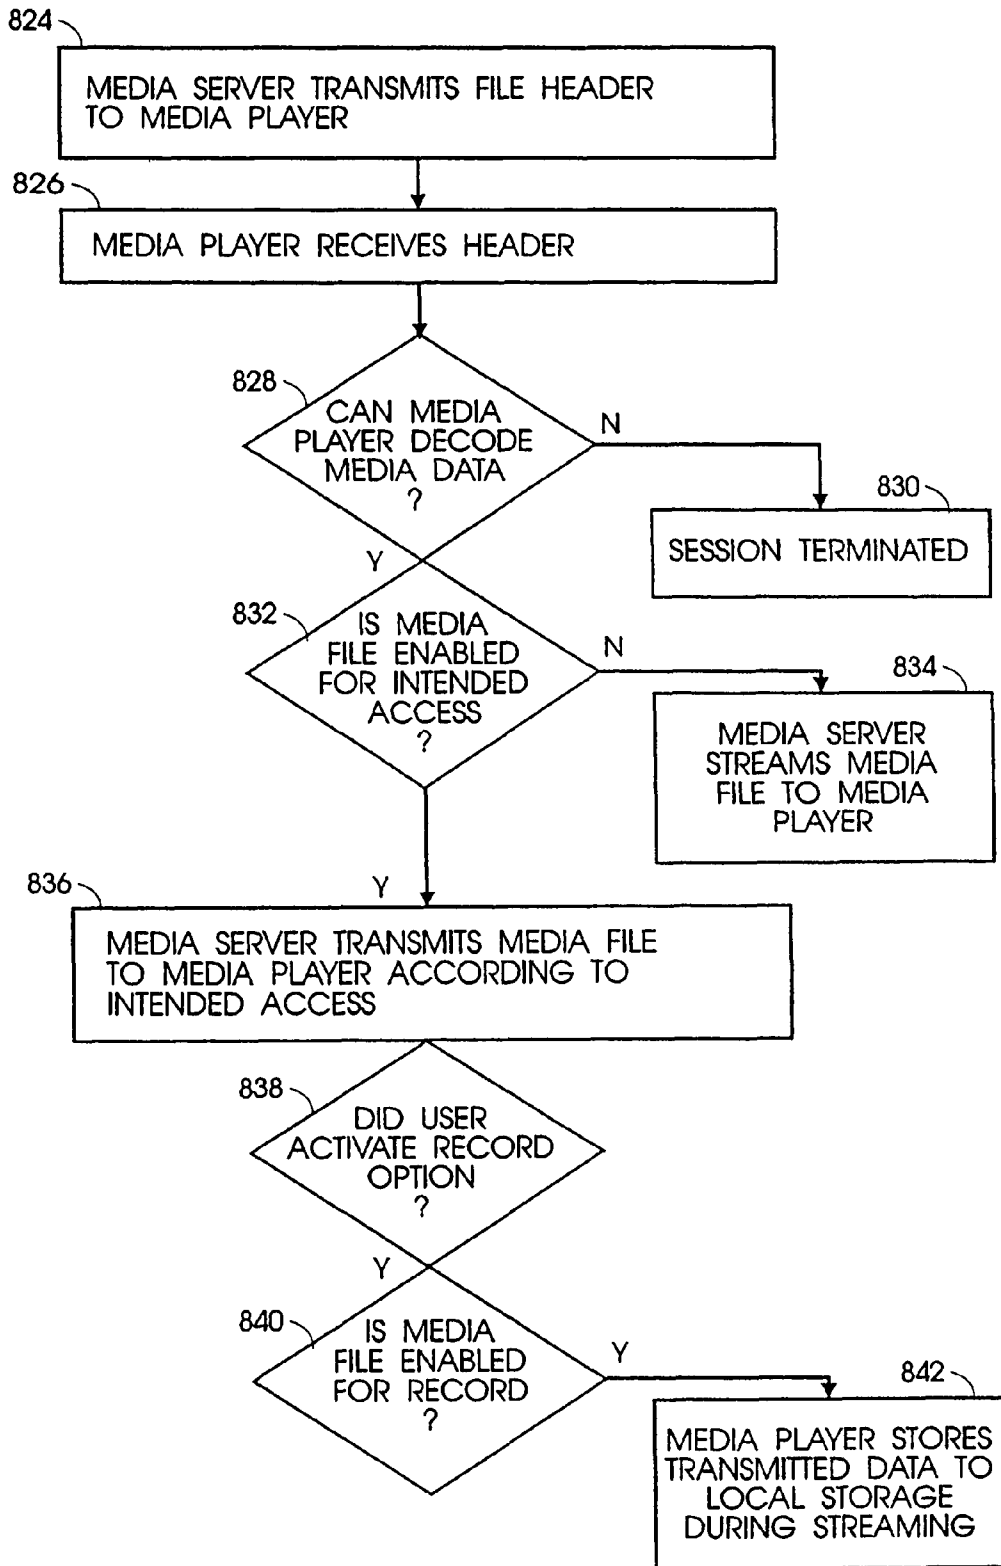 824
MEDIA SERVER TRANSMITS FILE HEADER
TO MEDIA PLAYER
826
MEDIA PLAYER RECEIVES HEADER
828
CAN MEDIA
PLAYER DECODE
MEDIA DATA
?
N
830
SESSION TERMINATED
Y
832
IS MEDIA
FILE ENABLED
FOR INTENDED
ACCESS
?
N
834
MEDIA SERVER
STREAMS MEDIA
FILE TO MEDIA
PLAYER
Y
836
MEDIA SERVER TRANSMITS MEDIA FILE
TO MEDIA PLAYER ACCORDING TO
INTENDED ACCESS
838
DID USER
ACTIVATE RECORD
OPTION
?
Y
840
IS MEDIA
FILE ENABLED
FOR RECORD
?
Y
842
MEDIA PLAYER STORES
TRANSMITTED DATA TO
LOCAL STORAGE
DURING STREAMING